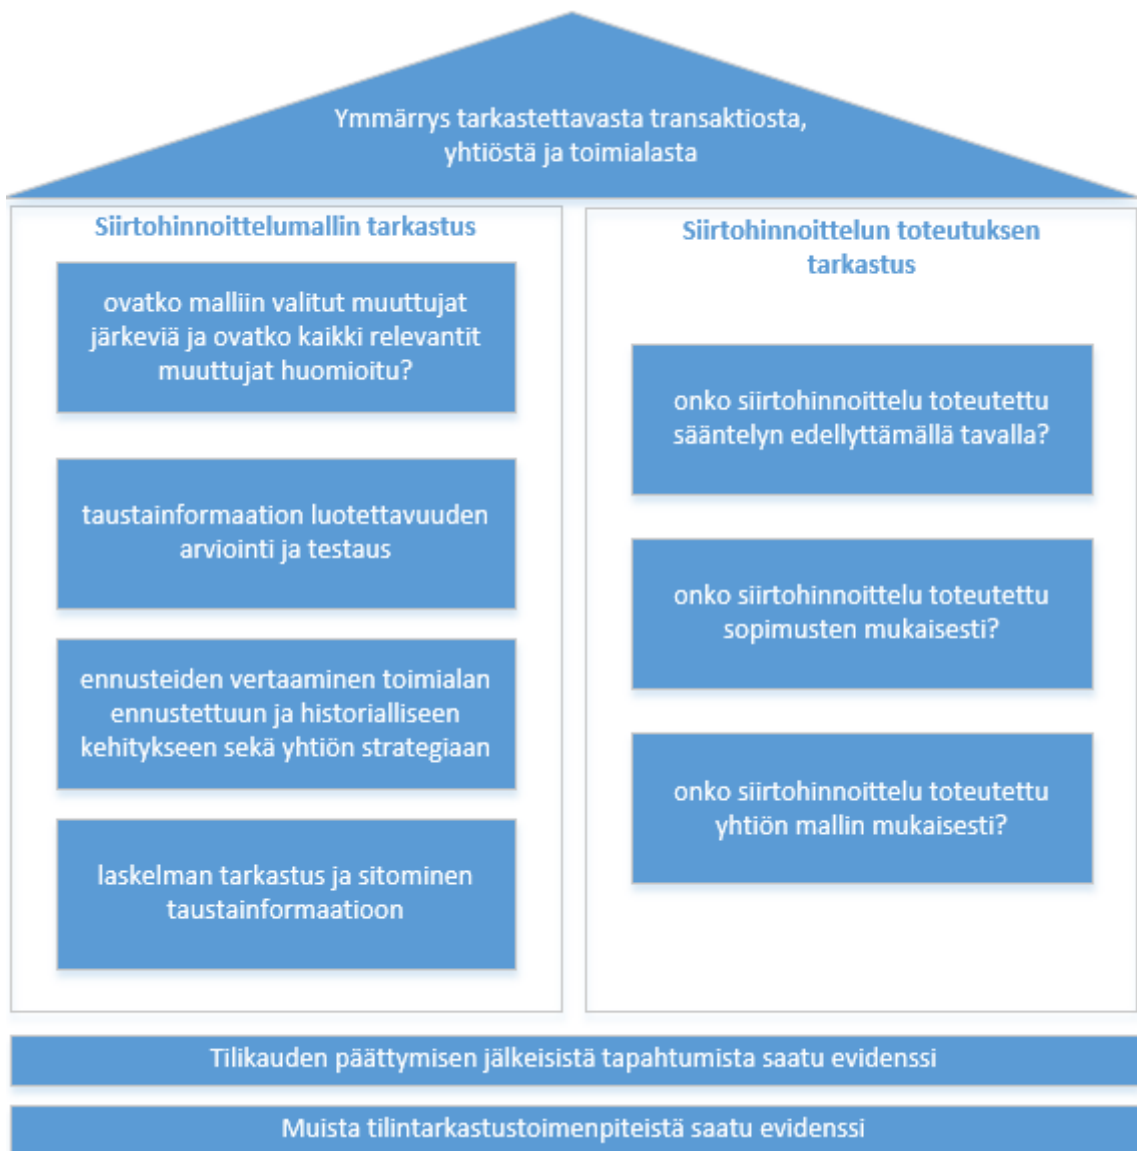 Ymmärrys tarkastettavasta transaktiosta,
yhtiöstä ja toimialasta
Siirtohinnoittelumallin tarkastus
ovatko malliin valitut muuttujat
järkeviä ja ovatko kaikki relevantit
muuttujat huomioitu?
taustainformaation luotettavuuden
arviointi ja testaus
ennusteiden vertaaminen toimialan
ennustettuun ja historialliseen
kehitykseen sekä yhtiön strategiaan
laskelman tarkastus ja sitominen
taustainformaatioon
Siirtohinnoittelun toteutuksen
tarkastus
onko siirtohinnoittelu toteutettu
sääntelyn edellyttämällä tavalla?
onko siirtohinnoittelu toteutettu
sopimusten mukaisesti?
onko siirtohinnoittelu toteutettu
yhtiön mallin mukaisesti?
Tilikauden päättymisen jälkeisistä tapahtumista saatu evidenssi
Muista tilintarkastustoimenpiteistä saatu evidenssi